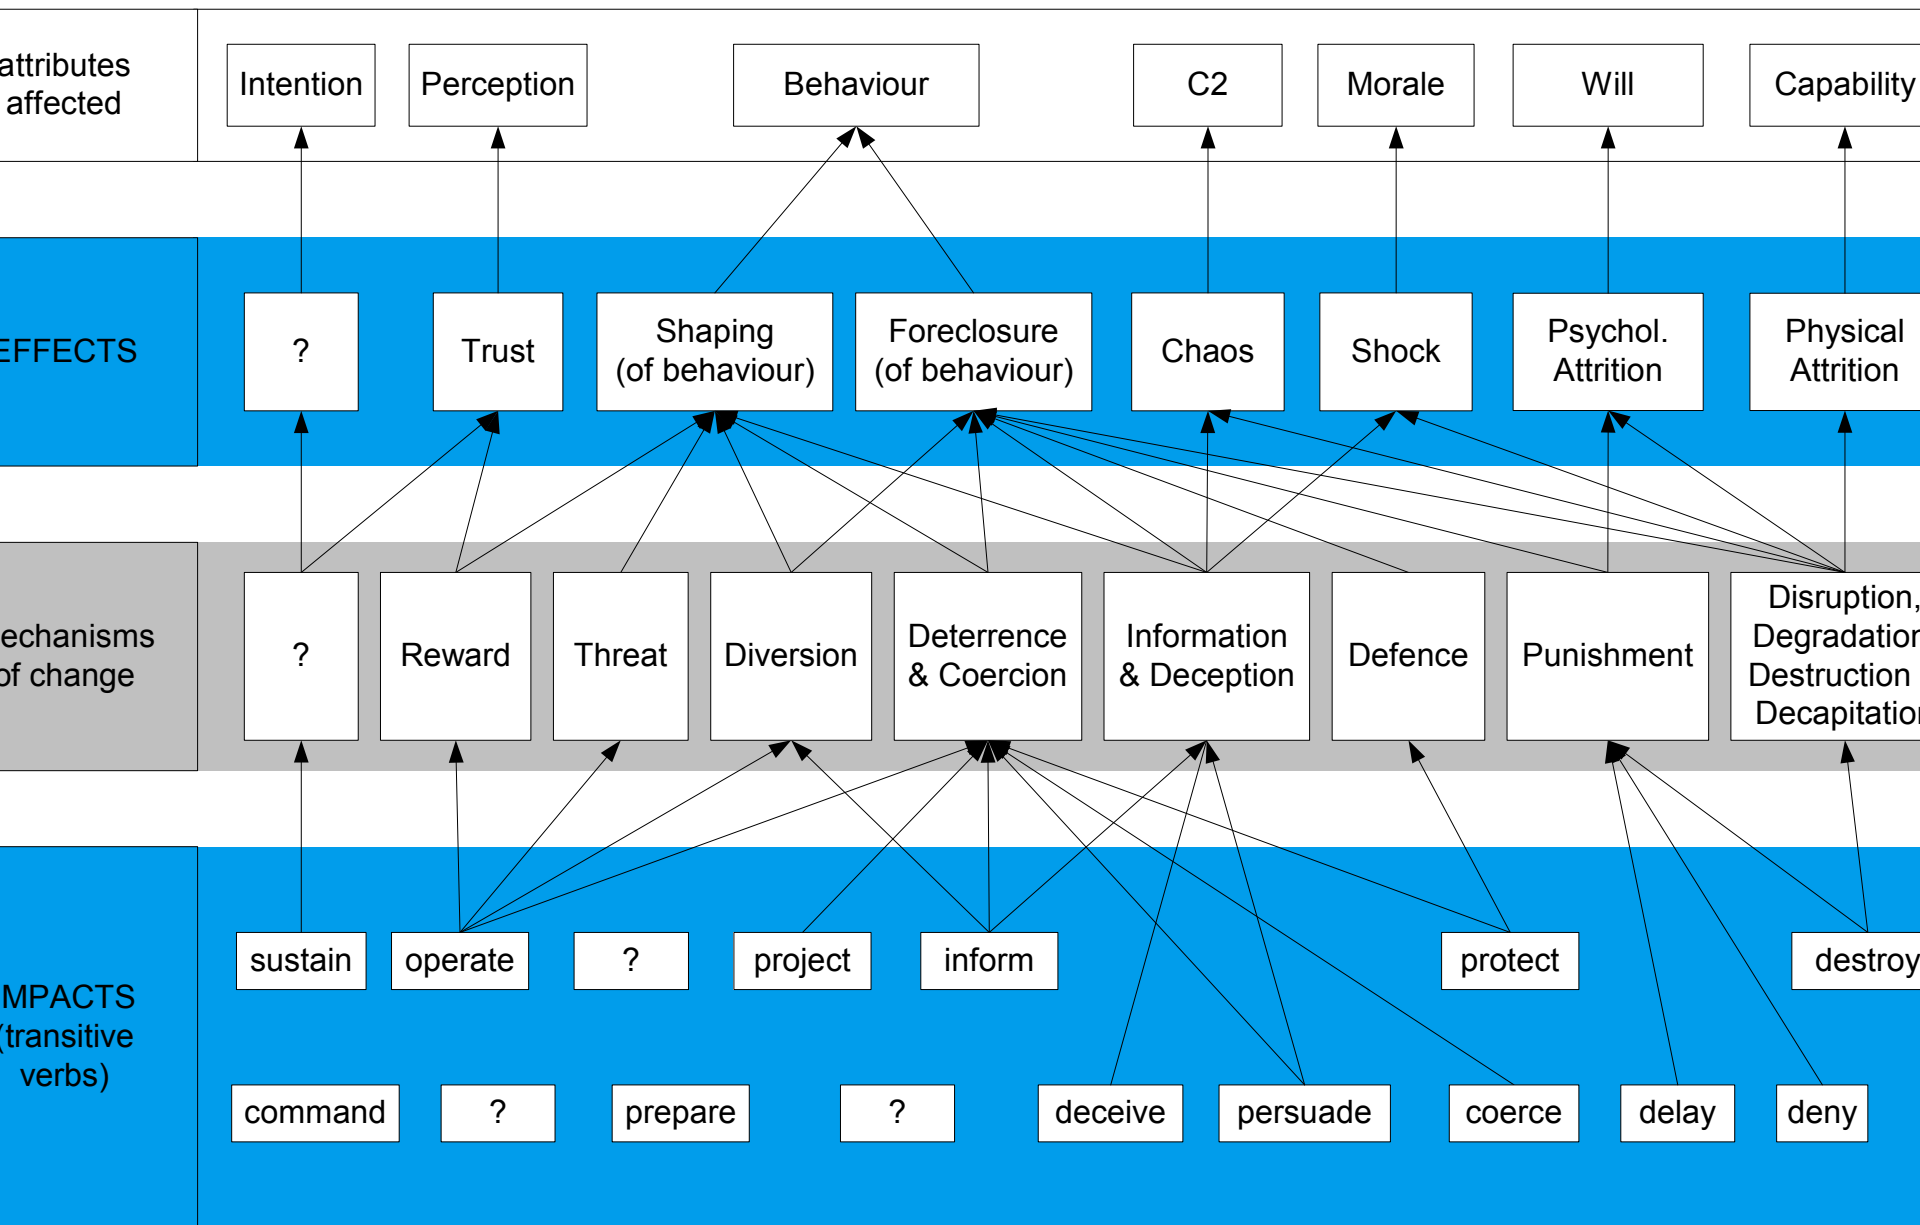 attributes
affected
Intention
Perception
Behaviour
C2
Morale
Will
Capability
EFFECTS
?
Trust
Shaping
(of behaviour)
Foreclosure
(of behaviour)
Chaos
Shock
Psychol.
Attrition
Physical
Attrition
echanisms
of change
?
Reward
Threat
Diversion
Deterrence
& Coercion
Information
& Deception
Defence
Punishment
Disruption,
Degradation
Destruction
Decapitation
MPACTS
(transitive
verbs)
sustain
operate
?
project
inform
protect
destroy
command
?
prepare
?
deceive
persuade
coerce
delay
deny